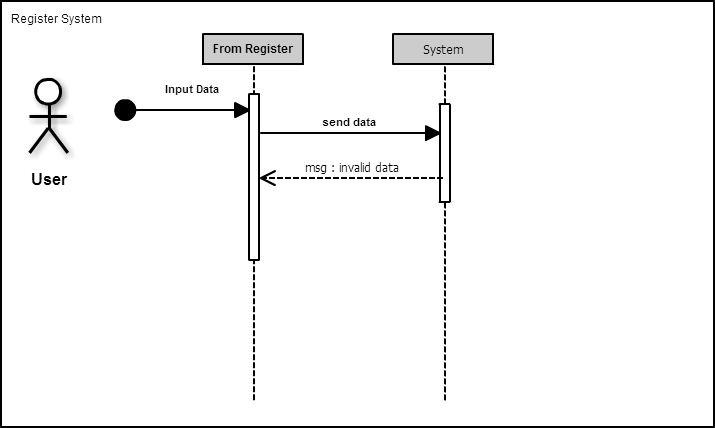 Register System
From Register
System
Input Data
send data
msg : invalid data
User